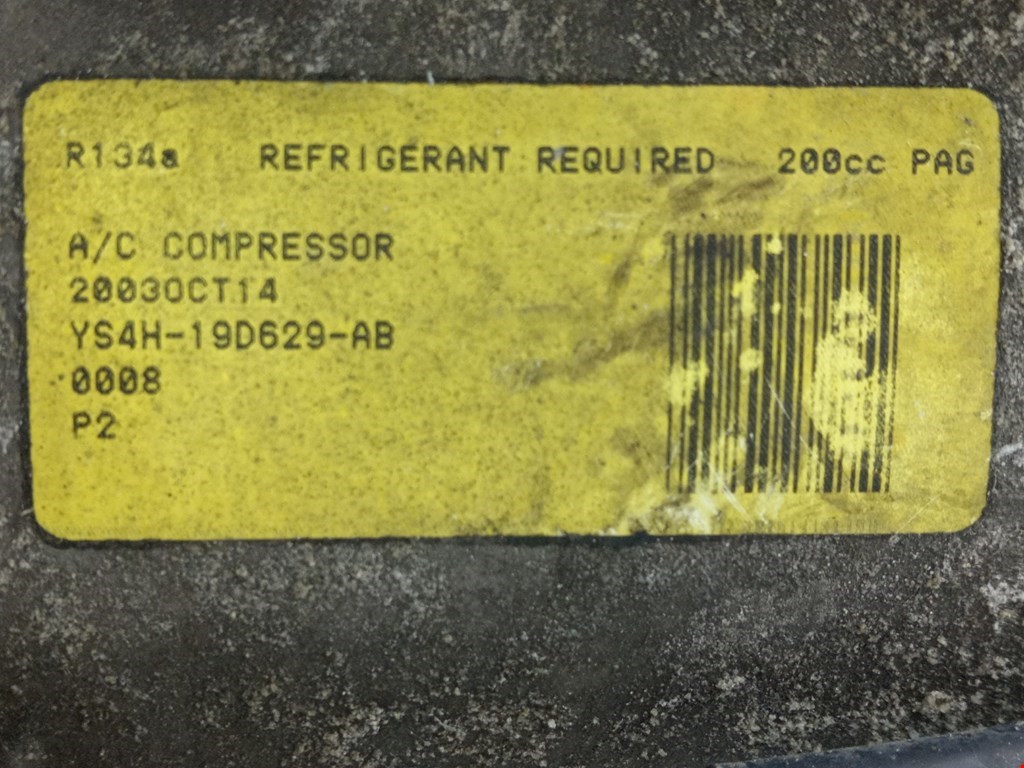 R134a REFRIGERANT REQUIRED 200cc PAG
A/C COMPRESSOR
2003OCT14
YS4H-19D629-AB
0008
P2